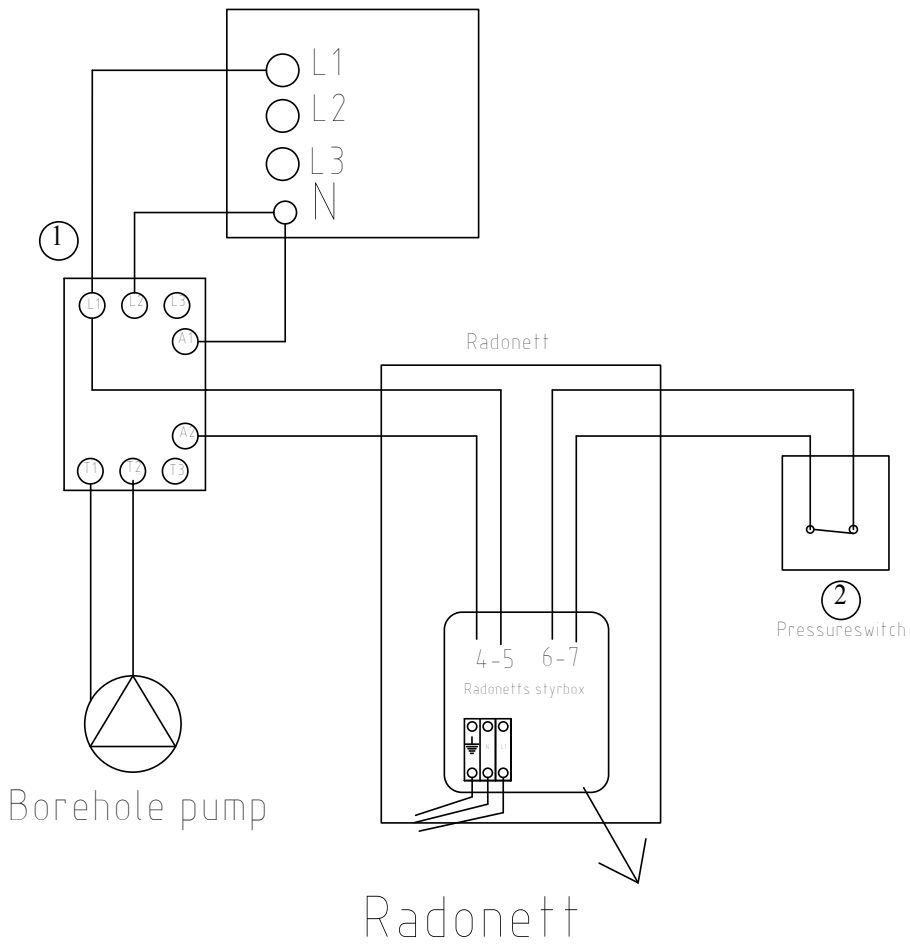 L1
L2
L3
N
1
L1
L2
L3
A1
A2
T1
T2
T3
Radonett
4-5
6-7
Radonetts styrbox
N
L1
2
Pressureswitch
Borehole pump
Radonett